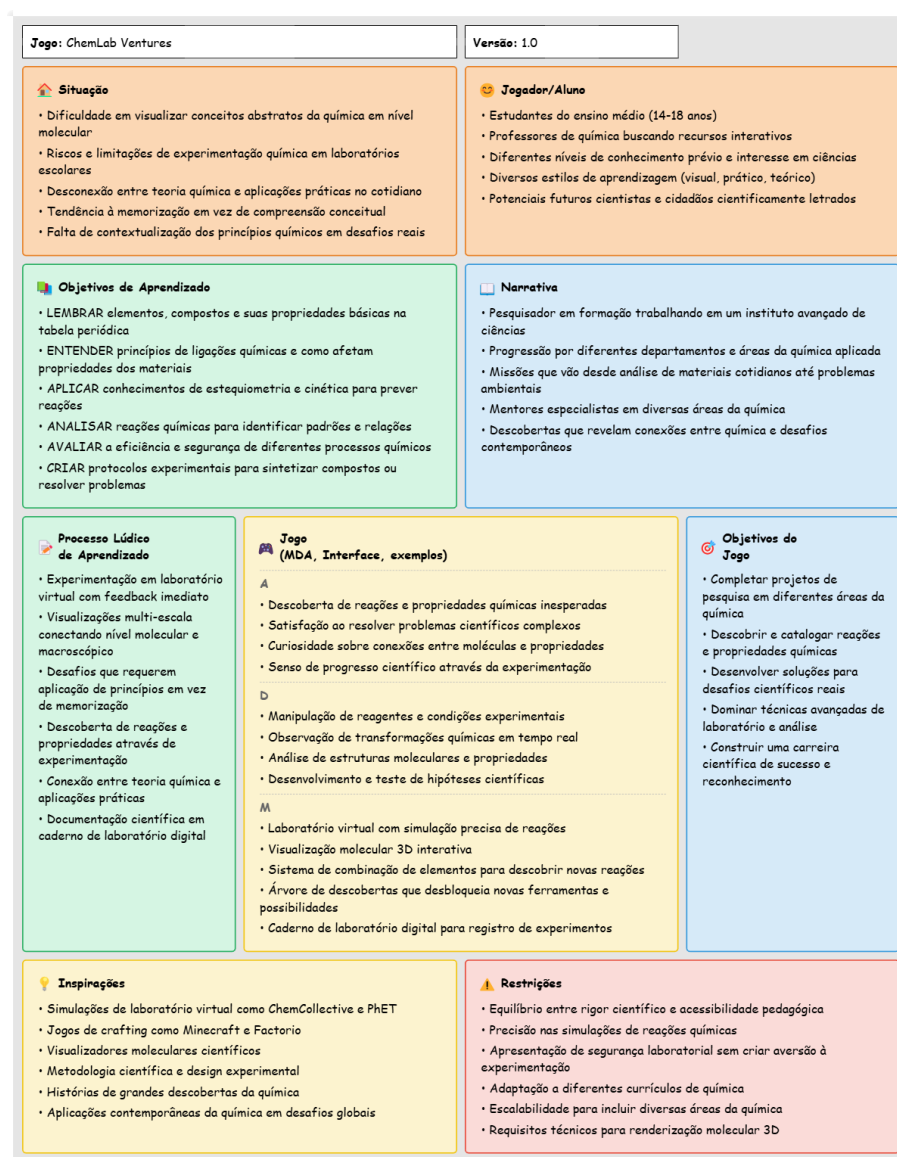 Jogo: ChemLab Ventures
Versão: 1.0
Situação
• Dificuldade em visualizar conceitos abstratos da química em nível
molecular
• Riscos e limitações de experimentação química em laboratórios
escolares
• Desconexão entre teoria química e aplicações práticas no cotidiano
• Tendência à memorização em vez de compreensão conceitual
• Falta de contextualização dos princípios químicos em desafios reais
Jogador/Aluno
• Estudantes do ensino médio (14-18 anos)
• Professores de química buscando recursos interativos
• Diferentes níveis de conhecimento prévio e interesse em ciências
• Diversos estilos de aprendizagem (visual, prático, teórico)
• Potenciais futuros cientistas e cidadãos cientificamente letrados
Objetivos de Aprendizado
• LEMBRAR elementos, compostos e suas propriedades básicas na
tabela periódica
• ENTENDER princípios de ligações químicas e como afetam
propriedades dos materiais
• APLICAR conhecimentos de estequiometria e cinética para prever
reações
• ANALISAR reações químicas para identificar padrões e relações
• AVALIAR a eficiência e segurança de diferentes processos químicos
• CRIAR protocolos experimentais para sintetizar compostos ou
resolver problemas
Narrativa
• Pesquisador em formação trabalhando em um instituto avançado de
ciências
• Progressão por diferentes departamentos e áreas da química aplicada
• Missões que vão desde análise de materiais cotidianos até problemas
ambientais
• Mentores especialistas em diversas áreas da química
• Descobertas que revelam conexões entre química e desafios
contemporâneos
Processo Lúdico
de Aprendizado
• Experimentação em laboratório
virtual com feedback imediato
• Visualizações multi-escala
conectando nível molecular e
macroscópico
• Desafios que requerem
aplicação de princípios em vez
de memorização
• Descoberta de reações e
propriedades através de
experimentação
• Conexão entre teoria química e
aplicações práticas
• Documentação científica em
caderno de laboratório digital
Jogo
(MDA, Interface, exemplos)
A
• Descoberta de reações e propriedades químicas inesperadas
• Satisfação ao resolver problemas científicos complexos
• Curiosidade sobre conexões entre moléculas e propriedades
• Senso de progresso científico através da experimentação
D
• Manipulação de reagentes e condições experimentais
• Observação de transformações químicas em tempo real
• Análise de estruturas moleculares e propriedades
• Desenvolvimento e teste de hipóteses científicas
M
• Laboratório virtual com simulação precisa de reações
• Visualização molecular 3D interativa
• Sistema de combinação de elementos para descobrir novas reações
• Árvore de descobertas que desbloqueia novas ferramentas e
possibilidades
• Caderno de laboratório digital para registro de experimentos
Objetivos do
Jogo
• Completar projetos de
pesquisa em diferentes áreas da
química
• Descobrir e catalogar reações
e propriedades químicas
• Desenvolver soluções para
desafios científicos reais
• Dominar técnicas avançadas de
laboratório e análise
• Construir uma carreira
científica de sucesso e
reconhecimento
Inspirações
• Simulações de laboratório virtual como ChemCollective e PhET
• Jogos de crafting como Minecraft e Factorio
• Visualizadores moleculares científicos
• Metodologia científica e design experimental
• Histórias de grandes descobertas da química
• Aplicações contemporâneas da química em desafios globais
Restrições
• Equilíbrio entre rigor científico e acessibilidade pedagógica
• Precisão nas simulações de reações químicas
• Apresentação de segurança laboratorial sem criar aversão à
experimentação
• Adaptação a diferentes currículos de química
• Escalabilidade para incluir diversas áreas da química
• Requisitos técnicos para renderização molecular 3D